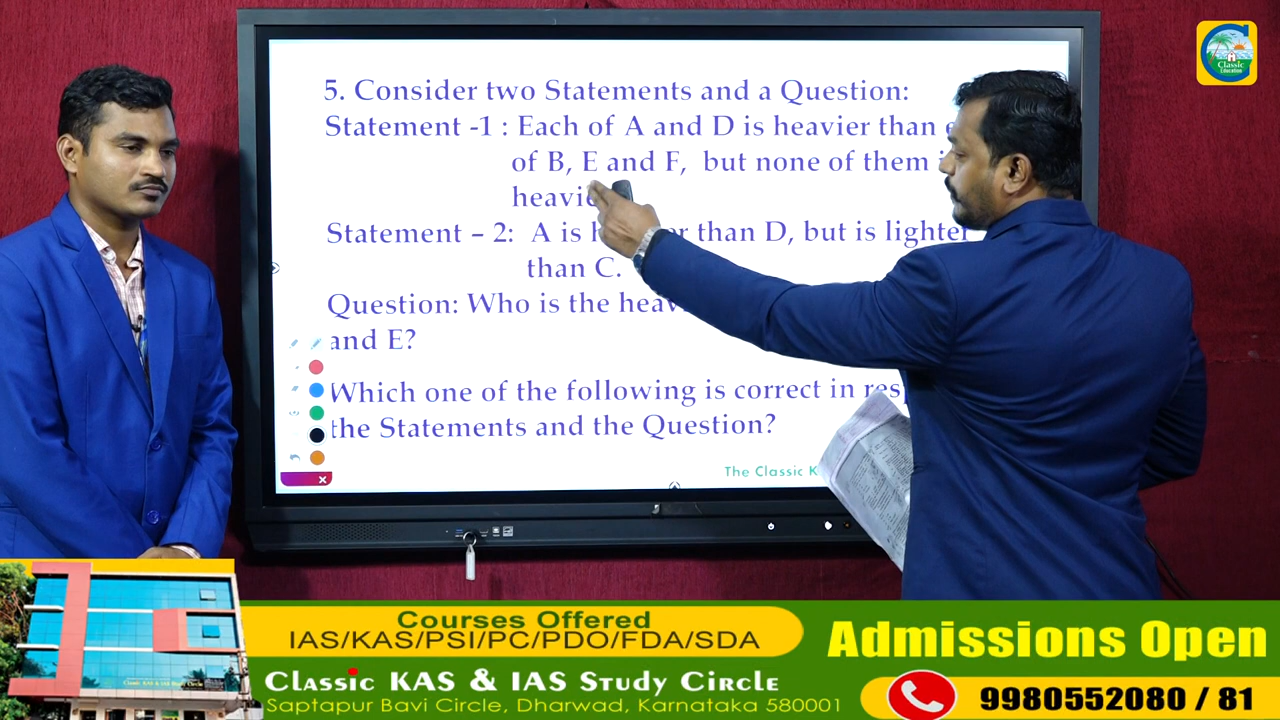 5. Consider two Statements and a Question:
Statement -1 : Each of A and D is heavier than
of B, E and F, but none of them
Statement – 2: A is than D, but is lighter
than C.
Question: Who is the
and E?
Which one of the following is correct in
the Statements and the Question?
The Classic
Classic
Education
Courses Offered
IAS/KAS/PSI/PC/PDO/FDA/SDA
Classic KAS & IAS Study Circle
Saptapur Bavi Circle, Dharwad, Karnataka 580001
Admissions Open
9980552080 / 81